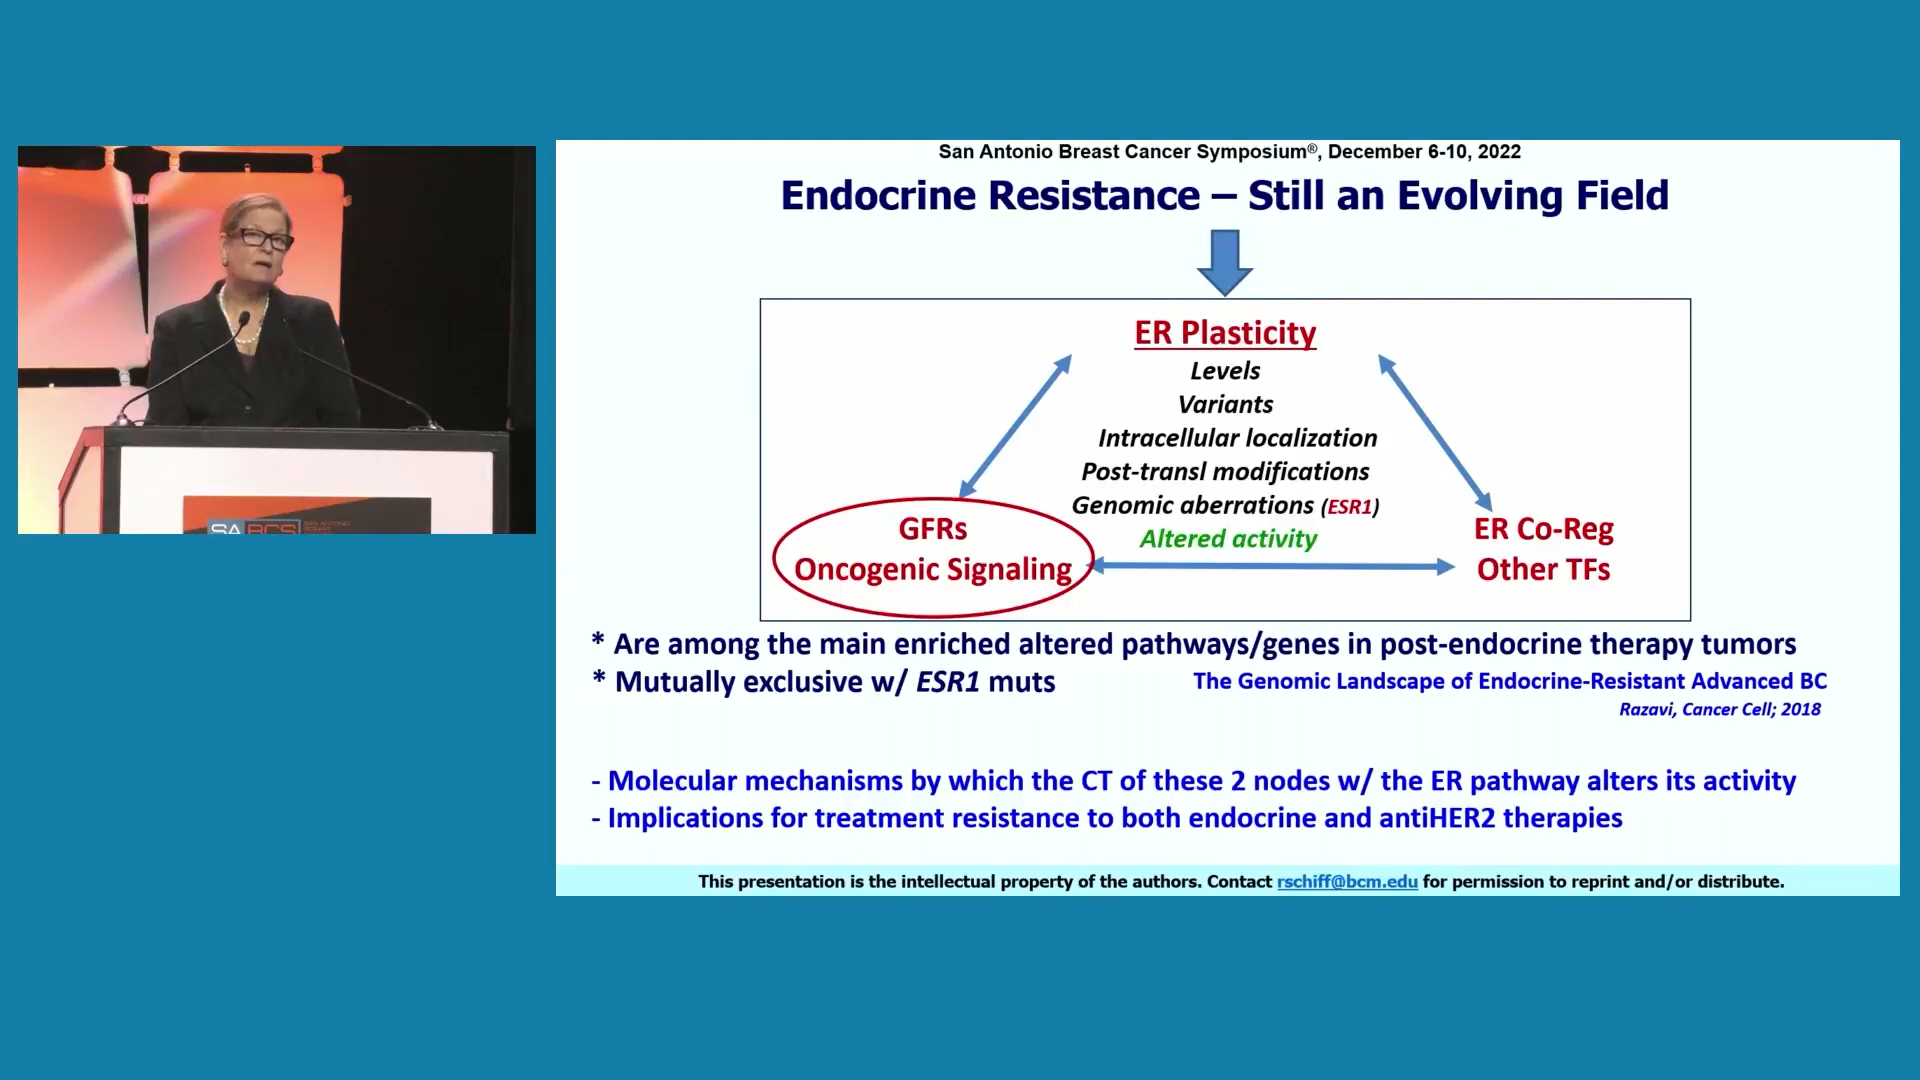 San Antonio Breast Cancer Symposium®, December 6-10, 2022
Endocrine Resistance – Still an Evolving Field
ER Plasticity
Levels
Variants
Intracellular localization
Post-transl modifications
Genomic aberrations (ESR1)
Altered activity
GFRs
Oncogenic Signaling
ER Co-Reg
Other TFs
* Are among the main enriched altered pathways/genes in post-endocrine therapy tumors
* Mutually exclusive w/ ESR1 muts
The Genomic Landscape of Endocrine-Resistant Advanced BC
Razavi, Cancer Cell; 2018
- Molecular mechanisms by which the CT of these 2 nodes w/ the ER pathway alters its activity
- Implications for treatment resistance to both endocrine and antiHER2 therapies
This presentation is the intellectual property of the authors. Contact rschiff@bcm.edu for permission to reprint and/or distribute.
SABCS
SAN ANTONIO